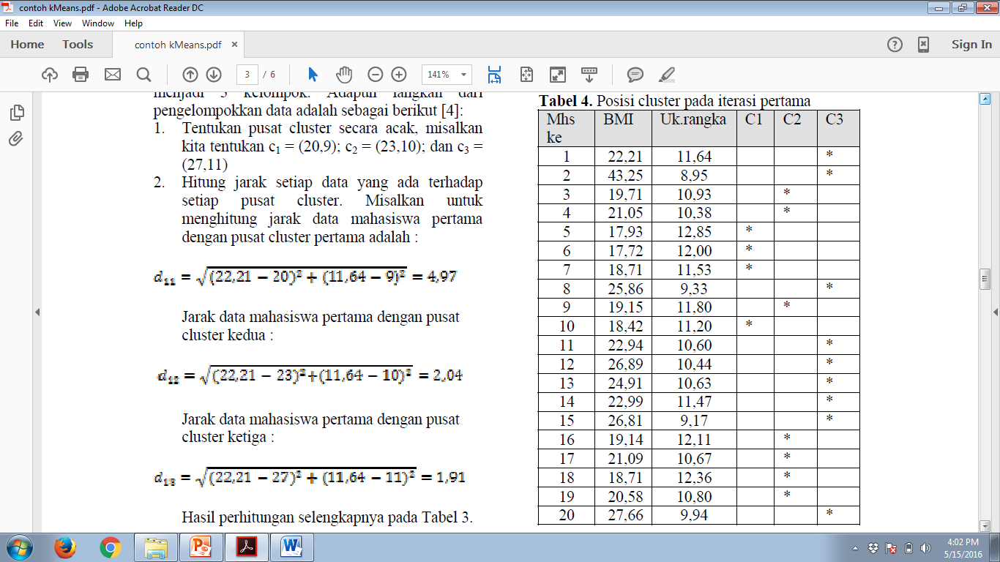 contoh kMeans.pdf - Adobe Acrobat Reader DC
File Edit View Window Help
Home Tools contoh kMeans.pdf × Sign In
3 / 6 141%
menjadi 3 kelompok. Adapun langkah dari
pengelompokkan data adalah sebagai berikut [4]:
1. Tentukan pusat cluster secara acak, misalkan
kita tentukan c1 = (20,9); c2 = (23,10); dan c3 =
(27,11)
2. Hitung jarak setiap data yang ada terhadap
setiap pusat cluster. Misalkan untuk
menghitung jarak data mahasiswa pertama
dengan pusat cluster pertama adalah :
d11 = √(22,21 − 20)² + (11,64 − 9)² = 4,97
Jarak data mahasiswa pertama dengan pusat
cluster kedua :
d12 = √(22,21 − 23)²+(11,64 − 10)² = 2,04
Jarak data mahasiswa pertama dengan pusat
cluster ketiga :
d13 = √(22,21 − 27)² + (11,64 − 11)² = 1,91
Hasil perhitungan selengkapnya pada Tabel 3.
Tabel 4. Posisi cluster pada iterasi pertama
Mhs BMI Uk.rangka C1 C2 C3
ke
1 22,21 11,64 *
2 43,25 8,95 *
3 19,71 10,93 *
4 21,05 10,38 *
5 17,93 12,85 *
6 17,72 12,00 *
7 18,71 11,53 *
8 25,86 9,33 *
9 19,15 11,80 *
10 18,42 11,20 *
11 22,94 10,60 *
12 26,89 10,44 *
13 24,91 10,63 *
14 22,99 11,47 *
15 26,81 9,17 *
16 19,14 12,11 *
17 21,09 10,67 *
18 18,71 12,36 *
19 20,58 10,80 *
20 27,66 9,94 *
4:02 PM
5/15/2016